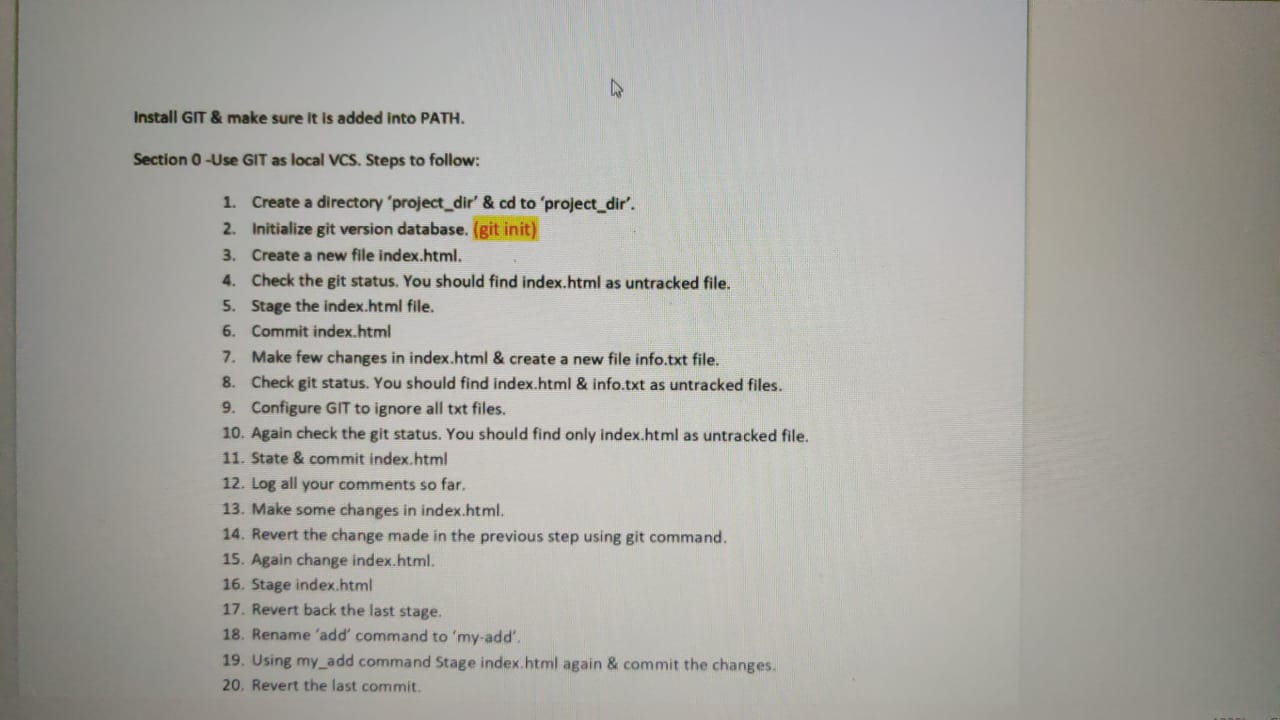 Install GIT & make sure it is added into PATH.
Section 0 -Use GIT as local VCS. Steps to follow:
1. Create a directory ‘project_dir’ & cd to ‘project_dir’.
2. Initialize git version database. (git init)
3. Create a new file index.html.
4. Check the git status. You should find index.html as untracked file.
5. Stage the index.html file.
6. Commit index.html
7. Make few changes in index.html & create a new file info.txt file.
8. Check git status. You should find index.html & info.txt as untracked files.
9. Configure GIT to ignore all txt files.
10. Again check the git status. You should find only index.html as untracked file.
11. State & commit index.html
12. Log all your comments so far.
13. Make some changes in index.html.
14. Revert the change made in the previous step using git command.
15. Again change index.html.
16. Stage index.html
17. Revert back the last stage.
18. Rename ‘add’ command to ‘my-add’.
19. Using my_add command Stage index.html again & commit the changes.
20. Revert the last commit.